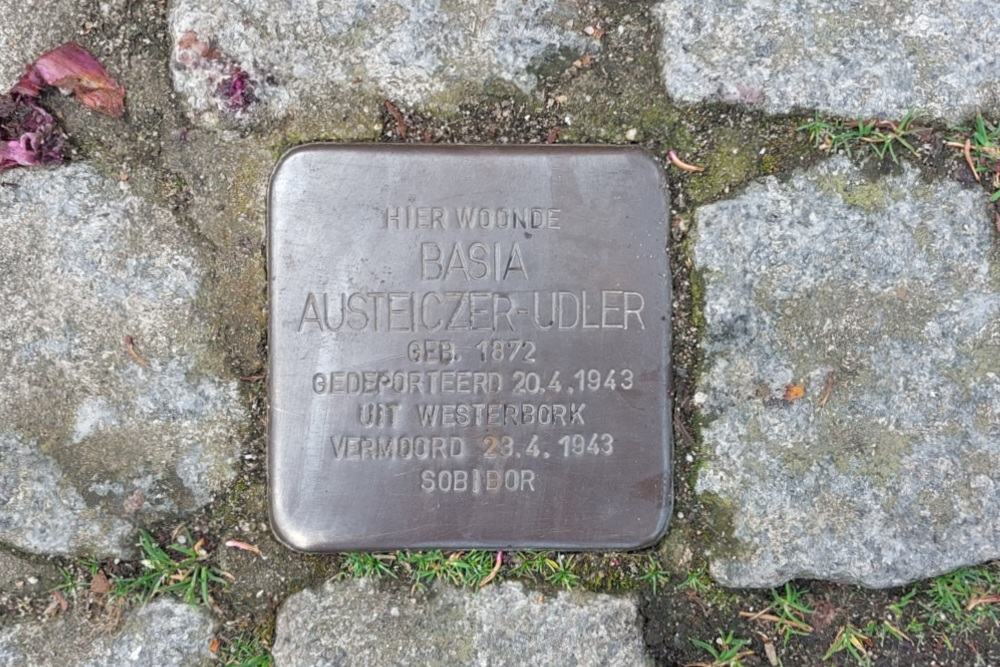 HIER WOONDE
BASIA
AUSTEICZER-UDLER
GEB. 1872
GEDEPORTEERD 20.4.1943
UIT WESTERBORK
VERMOORD 23.4.1943
SOBIBOR